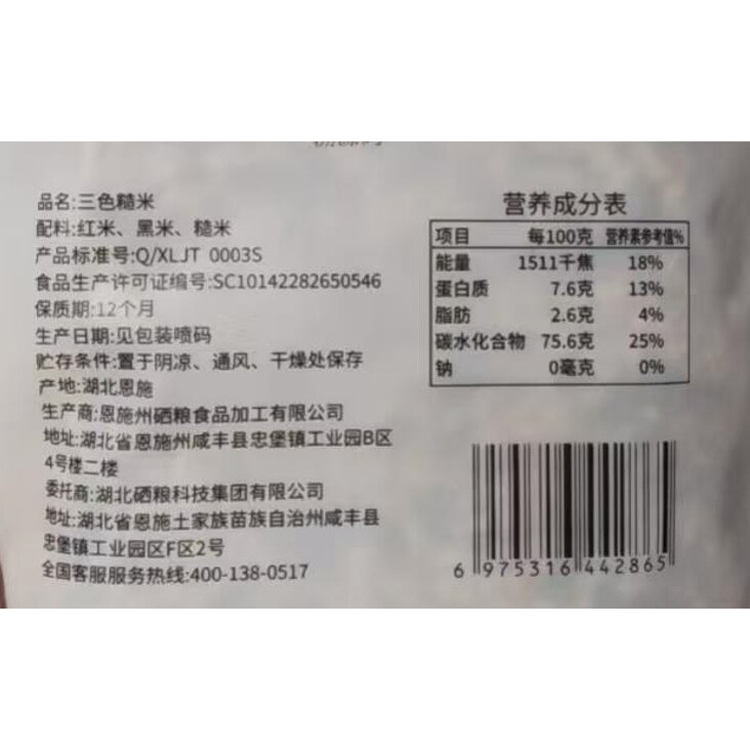 品名:三色糙米
配料:红米、黑米、糙米
产品标准号:Q/XLJT 0003S
食品生产许可证编号:SC10142282650546
保质期:12个月
生产日期:见包装喷码
贮存条件:置于阴凉、通风、干燥处保存
产地:湖北恩施
生产商:恩施州硒粮食品加工有限公司
地址:湖北省恩施州咸丰县忠堡镇工业园B区
4号楼二楼
委托商:湖北硒粮科技集团有限公司
地址:湖北省恩施土家族苗族自治州咸丰县
忠堡镇工业园区F区2号
全国客服服务热线:400-138-0517
营养成分表
项目 每100克 营养素参考值%
能量 1511千焦 18%
蛋白质 7.6克 13%
脂肪 2.6克 4%
碳水化合物 75.6克 25%
钠 0毫克 0%
6 975316 442865